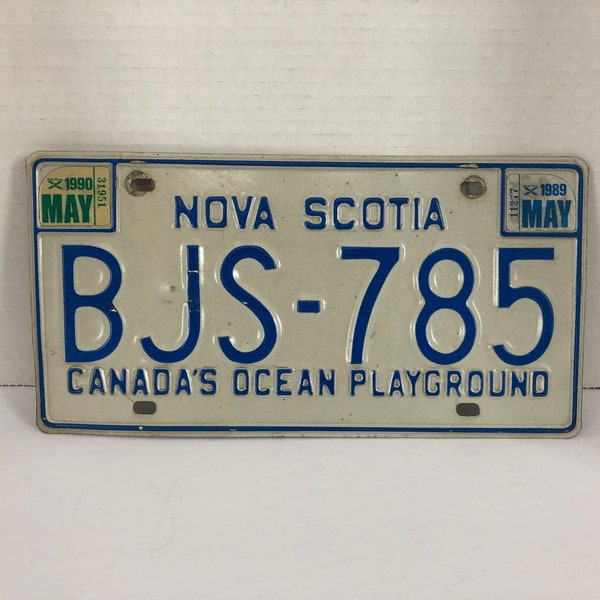 1990
MAY
31951
NOVA SCOTIA
1989
MAY
11277
BJS-785
CANADA'S OCEAN PLAYGROUND